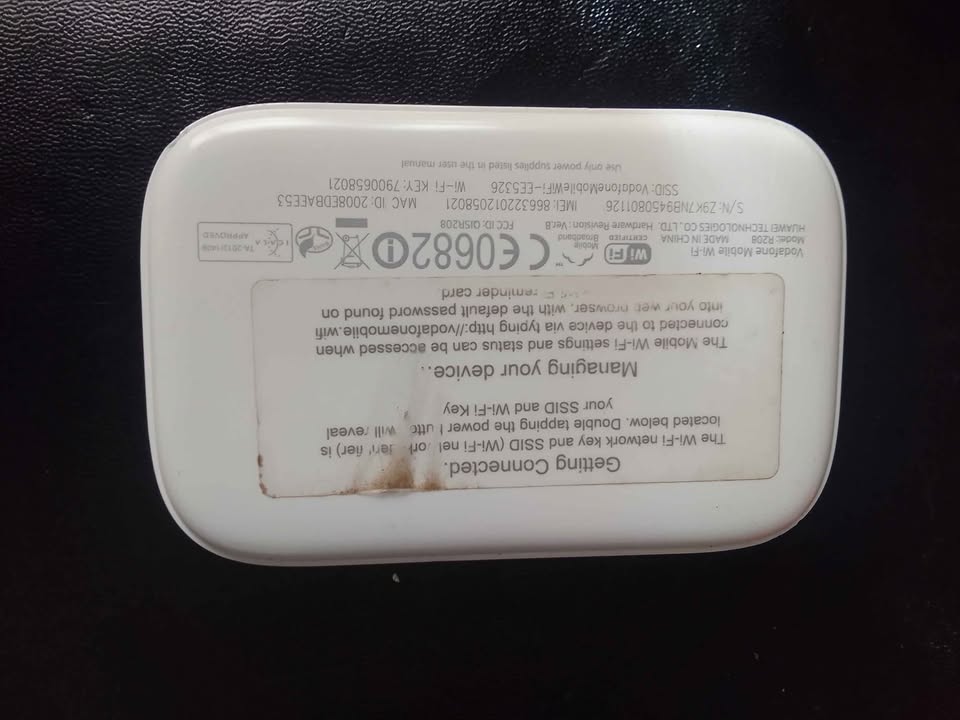 Getting Connected.
The Wi-Fi network key and SSID (Wi-Fi is
located below. Double tapping the power will reveal
your SSID and Wi-Fi Key
Managing your device..
The Mobile Wi-Fi settings and status can be accessed when
connected to the device via typing http://vodafonemobile.wifi
into your web browser, with the default password found on
reminder card.
Vodafone Mobile Wi-Fi
Model: R208 MADE IN CHINA
HUAWEI TECHNOLOGIES CO., LTD.
Wi Fi
CERTIFIED
Mobile
Broadband
CE0682
Hardware Revision :Ver.B FCC ID: QISR208
ICASA
TA-2012/1409
APPROVED
S/N: Z9K7NB9450801126 IMEI: 866322012058021 MAC ID: 2008EDBAEE53
SSID: VodafoneMobileWiFi-EE5326 Wi-Fi KEY: 7900658021
Use only power supplies listed in the user manual